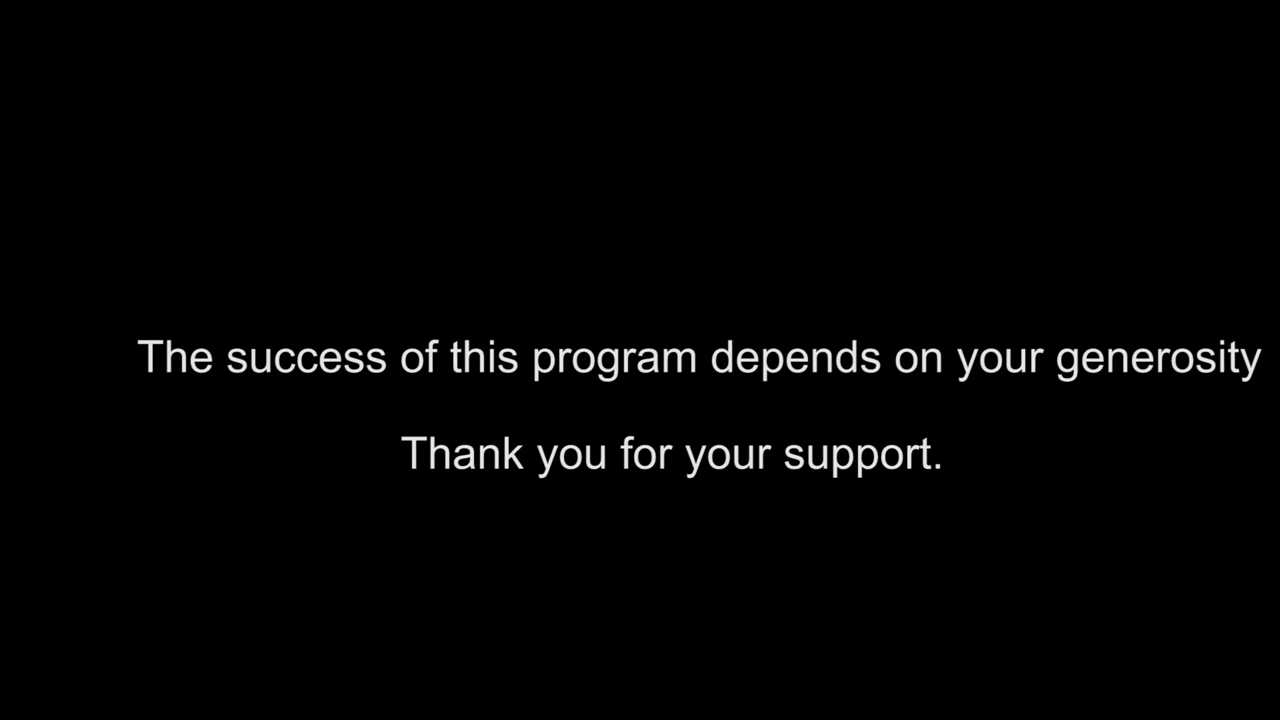 The success of this program depends on your generosity
Thank you for your support.